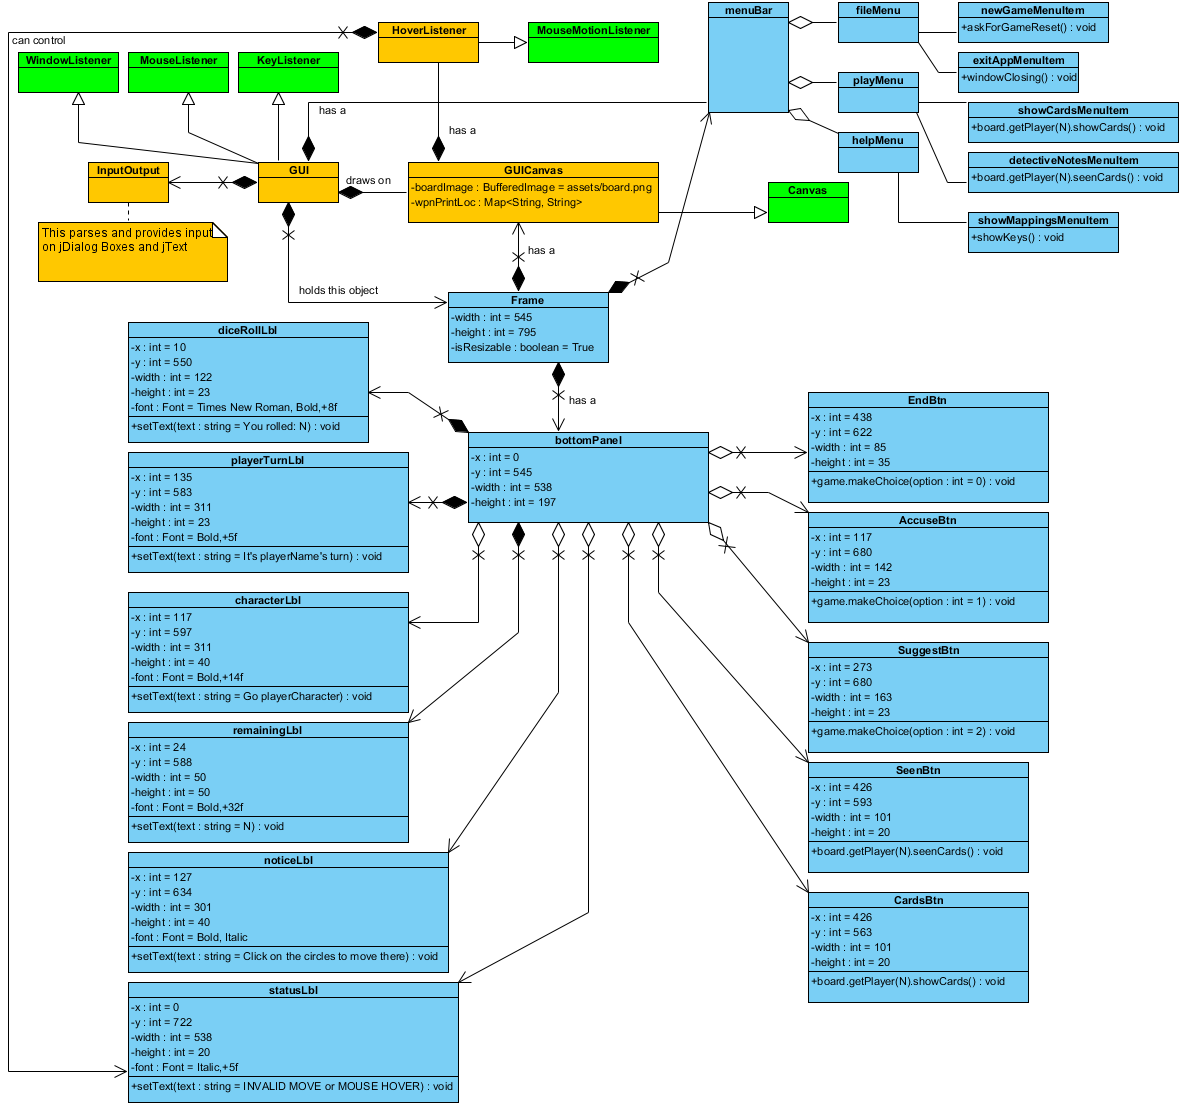 can control
HoverListener
MouseMotionListener
WindowListener
MouseListener
KeyListener
menuBar
fileMenu
newGameMenuItem
+askForGameReset() : void
exitAppMenuItem
+windowClosing() : void
playMenu
showCardsMenuItem
+board.getPlayer(N).showCards() : void
helpMenu
detectiveNotesMenuItem
+board.getPlayer(N).seenCards() : void
showMappingsMenuItem
+showKeys() : void
has a
has a
InputOutput
GUI
draws on
GUICanvas
-boardImage : BufferedImage = assets/board.png
-wpnPrintLoc : Map<String, String>
Canvas
This parses and provides input
on jDialog Boxes and jText
has a
holds this object
Frame
-width : int = 545
-height : int = 795
-isResizable : boolean = True
has a
diceRollLbl
-x : int = 10
-y : int = 550
-width : int = 122
-height : int = 23
-font : Font = Times New Roman, Bold,+8f
+setText(text : string = You rolled: N) : void
bottomPanel
-x : int = 0
-y : int = 545
-width : int = 538
-height : int = 197
playerTurnLbl
-x : int = 135
-y : int = 583
-width : int = 311
-height : int = 23
-font : Font = Bold,+5f
+setText(text : string = It's playerName's turn) : void
characterLbl
-x : int = 117
-y : int = 597
-width : int = 311
-height : int = 40
-font : Font = Bold,+14f
+setText(text : string = Go playerCharacter) : void
remainingLbl
-x : int = 24
-y : int = 588
-width : int = 50
-height : int = 50
-font : Font = Bold,+32f
+setText(text : string = N) : void
noticeLbl
-x : int = 127
-y : int = 634
-width : int = 301
-height : int = 40
-font : Font = Bold, Italic
+setText(text : string = Click on the circles to move there) : void
statusLbl
-x : int = 0
-y : int = 722
-width : int = 538
-height : int = 20
-font : Font = Italic,+5f
+setText(text : string = INVALID MOVE or MOUSE HOVER) : void
EndBtn
-x : int = 438
-y : int = 622
-width : int = 85
-height : int = 35
+game.makeChoice(option : int = 0) : void
AccuseBtn
-x : int = 117
-y : int = 680
-width : int = 142
-height : int = 23
+game.makeChoice(option : int = 1) : void
SuggestBtn
-x : int = 273
-y : int = 680
-width : int = 163
-height : int = 23
+game.makeChoice(option : int = 2) : void
SeenBtn
-x : int = 426
-y : int = 593
-width : int = 101
-height : int = 20
+board.getPlayer(N).seenCards() : void
CardsBtn
-x : int = 426
-y : int = 563
-width : int = 101
-height : int = 20
+board.getPlayer(N).showCards() : void